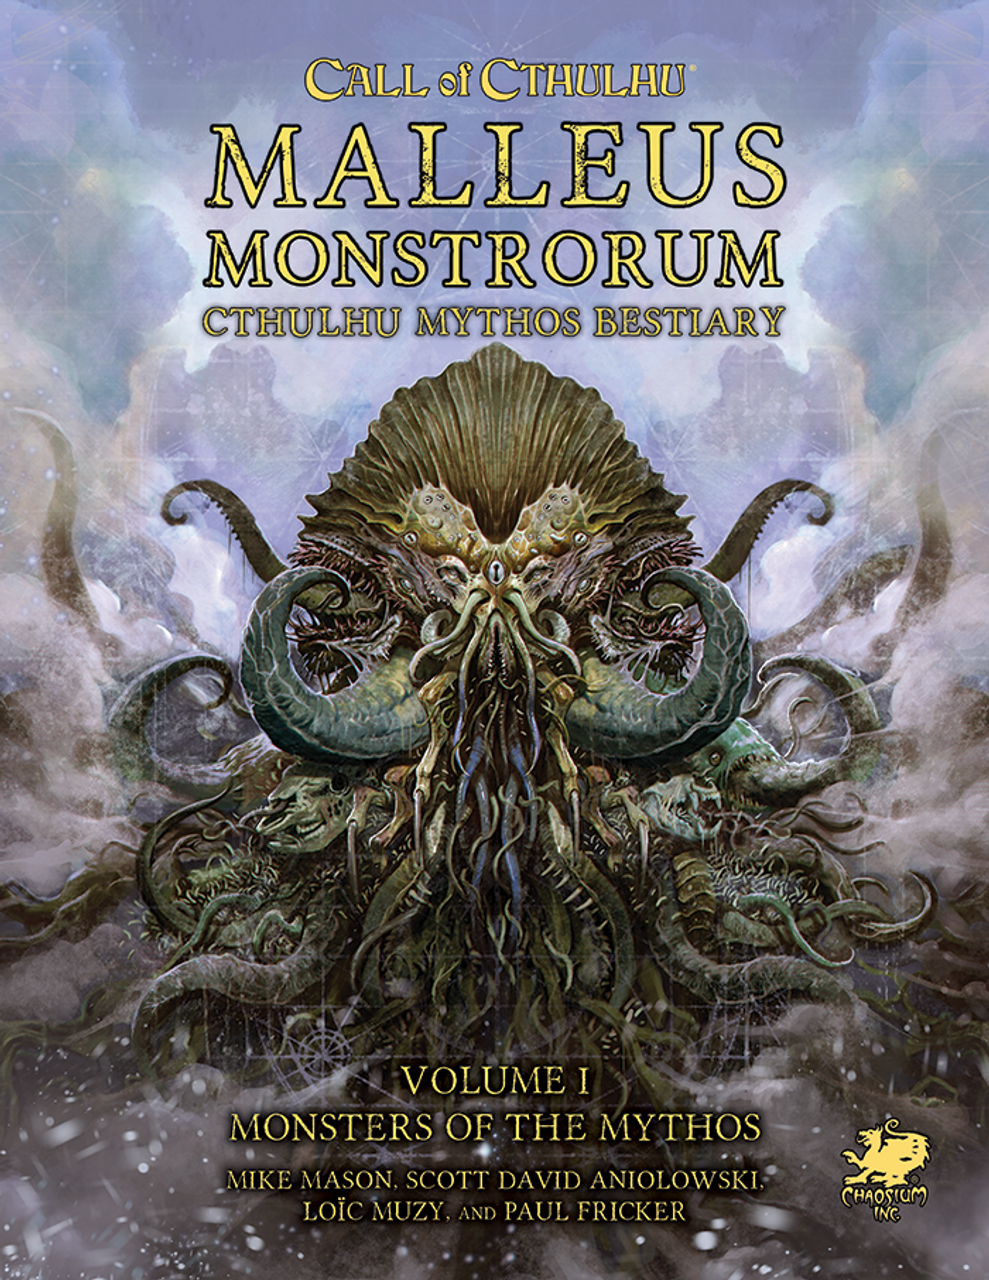 CALL of CTHULHU®
MALLEUS
MONSTRORUM
CTHULHU MYTHOS BESTIARY
VOLUME I
MONSTERS OF THE MYTHOS
MIKE MASON, SCOTT DAVID ANIOLOWSKI,
LOÏC MUZY, AND PAUL FRICKER
CHAOSIUM
INC.